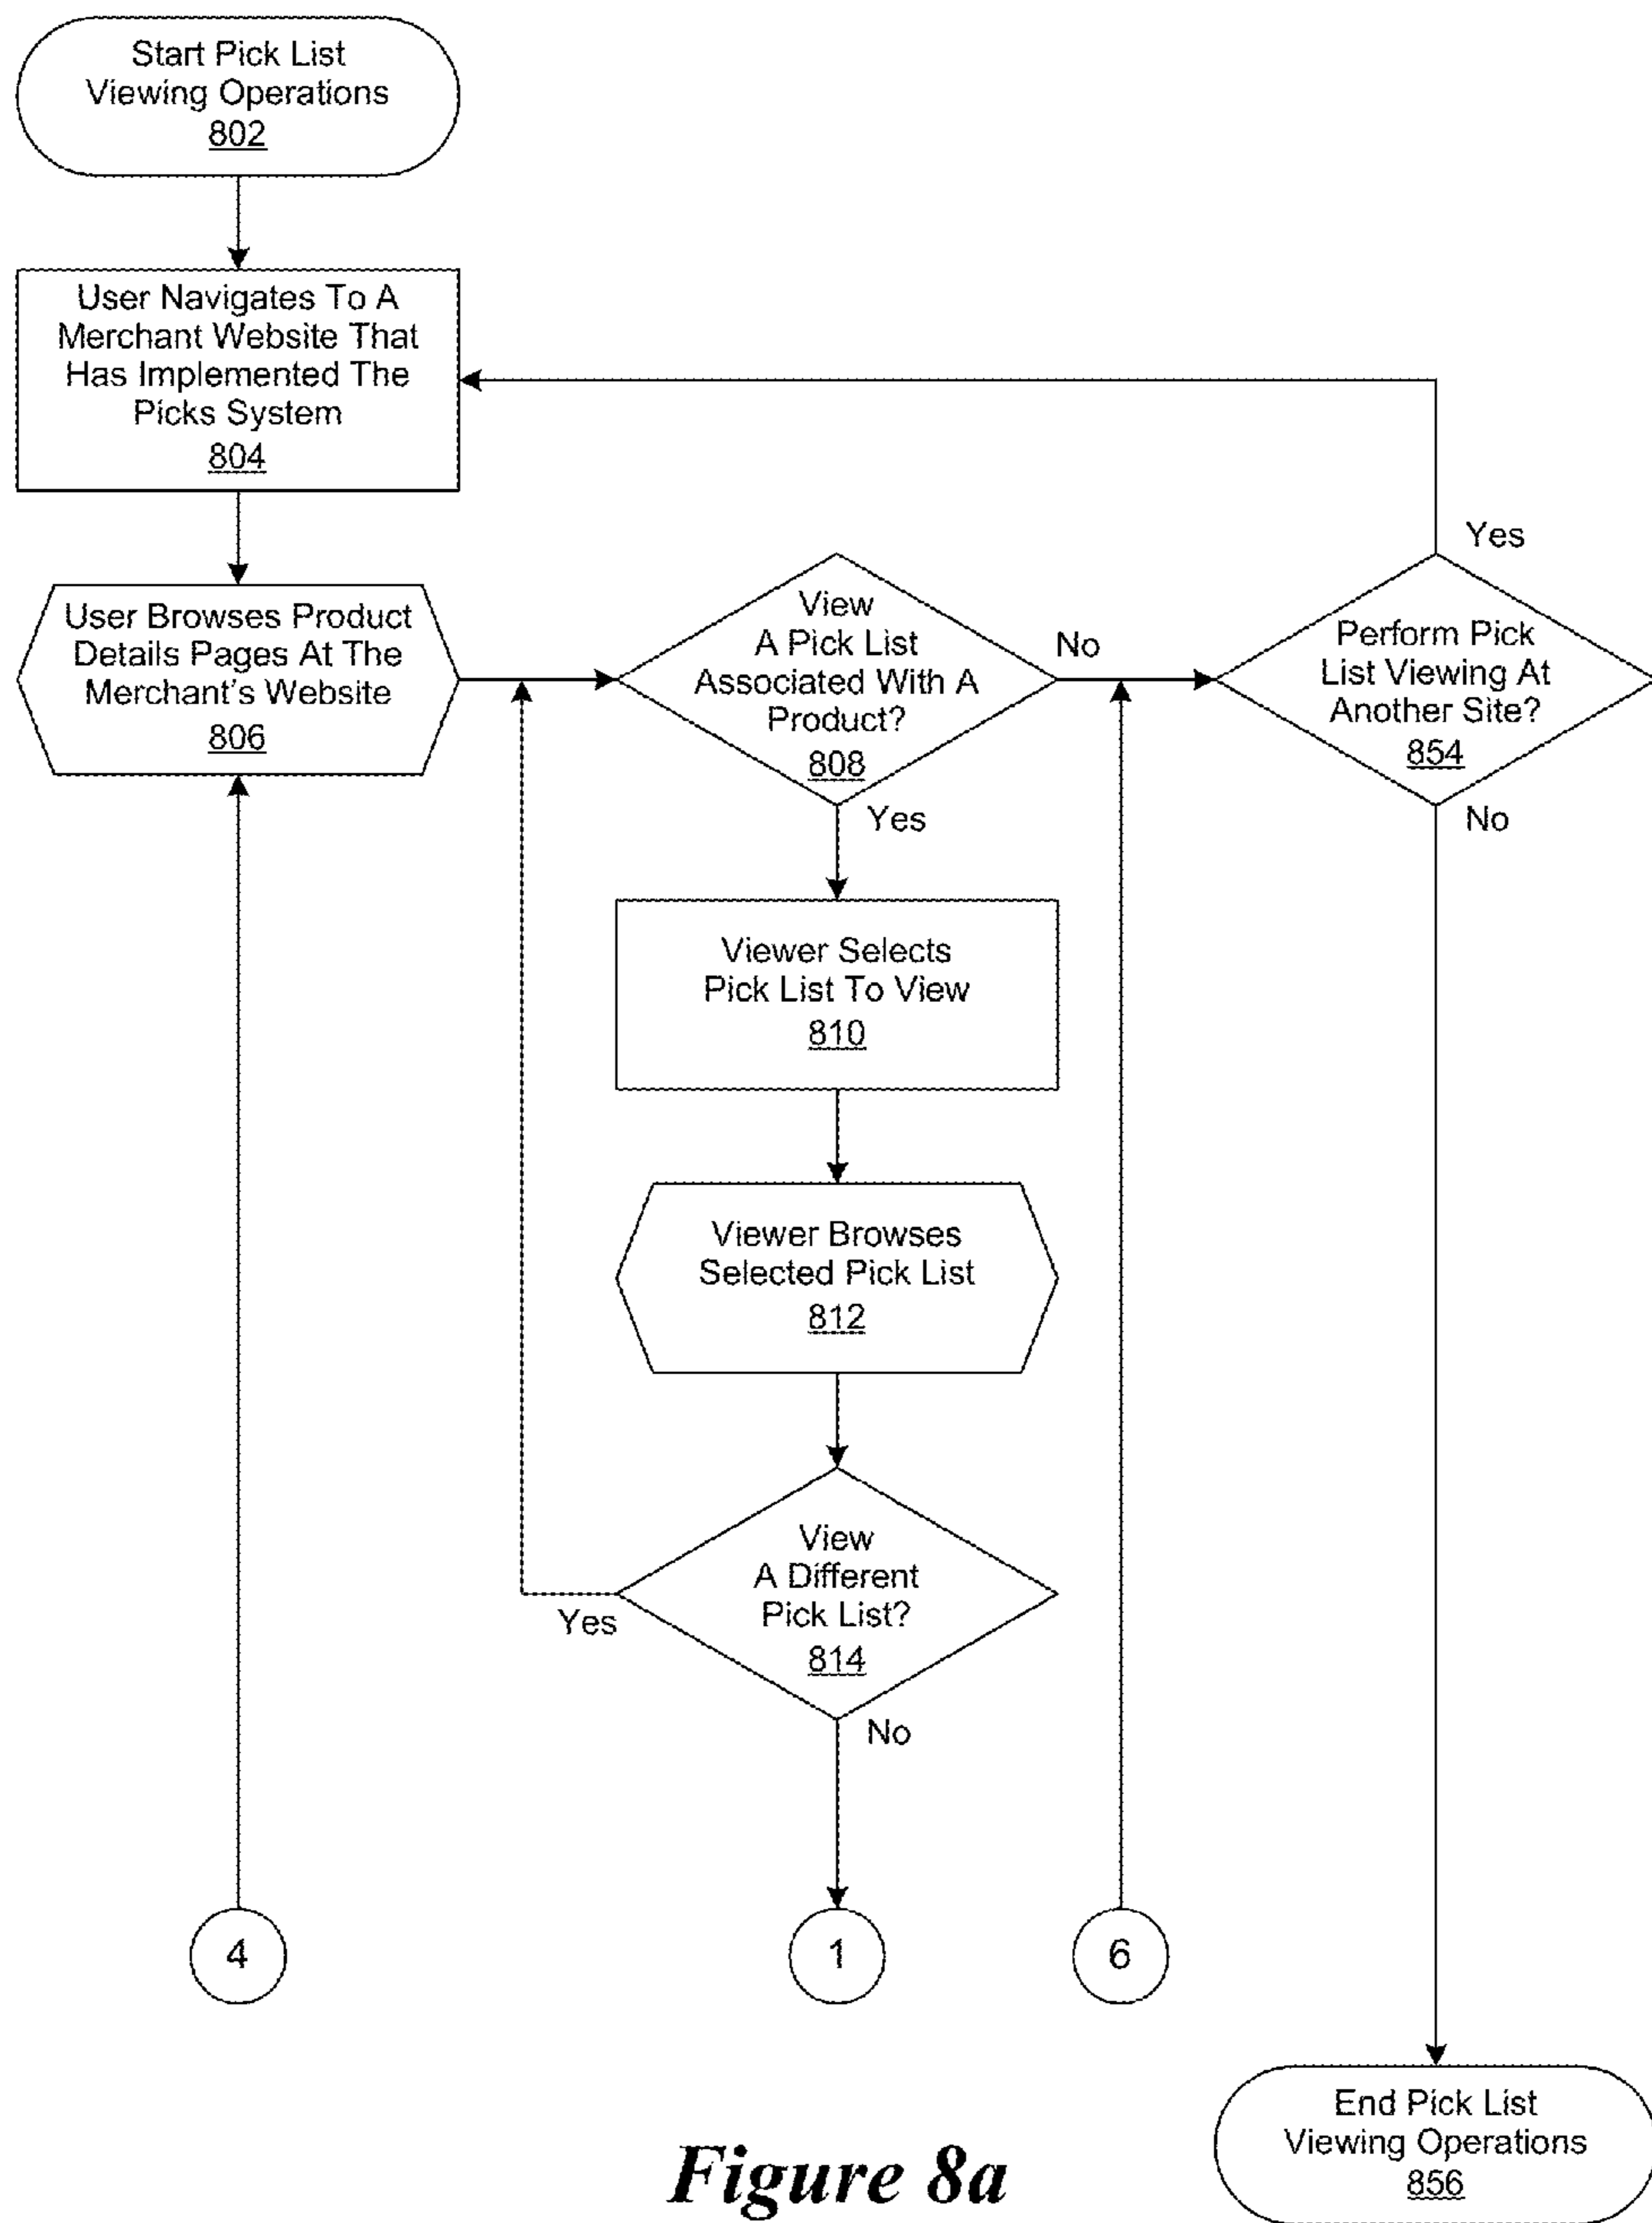 Start Pick List
Viewing Operations
802
User Navigates To A
Merchant Website That
Has Implemented The
Picks System
804
User Browses Product
Details Pages At The
Merchant's Website
806
View
A Pick List
Associated With A
Product?
808
No
Yes
Perform Pick
List Viewing At
Another Site?
854
Yes
No
Viewer Selects
Pick List To View
810
Viewer Browses
Selected Pick List
812
View
A Different
Pick List?
814
Yes
No
4
1
6
End Pick List
Viewing Operations
856
Figure 8a